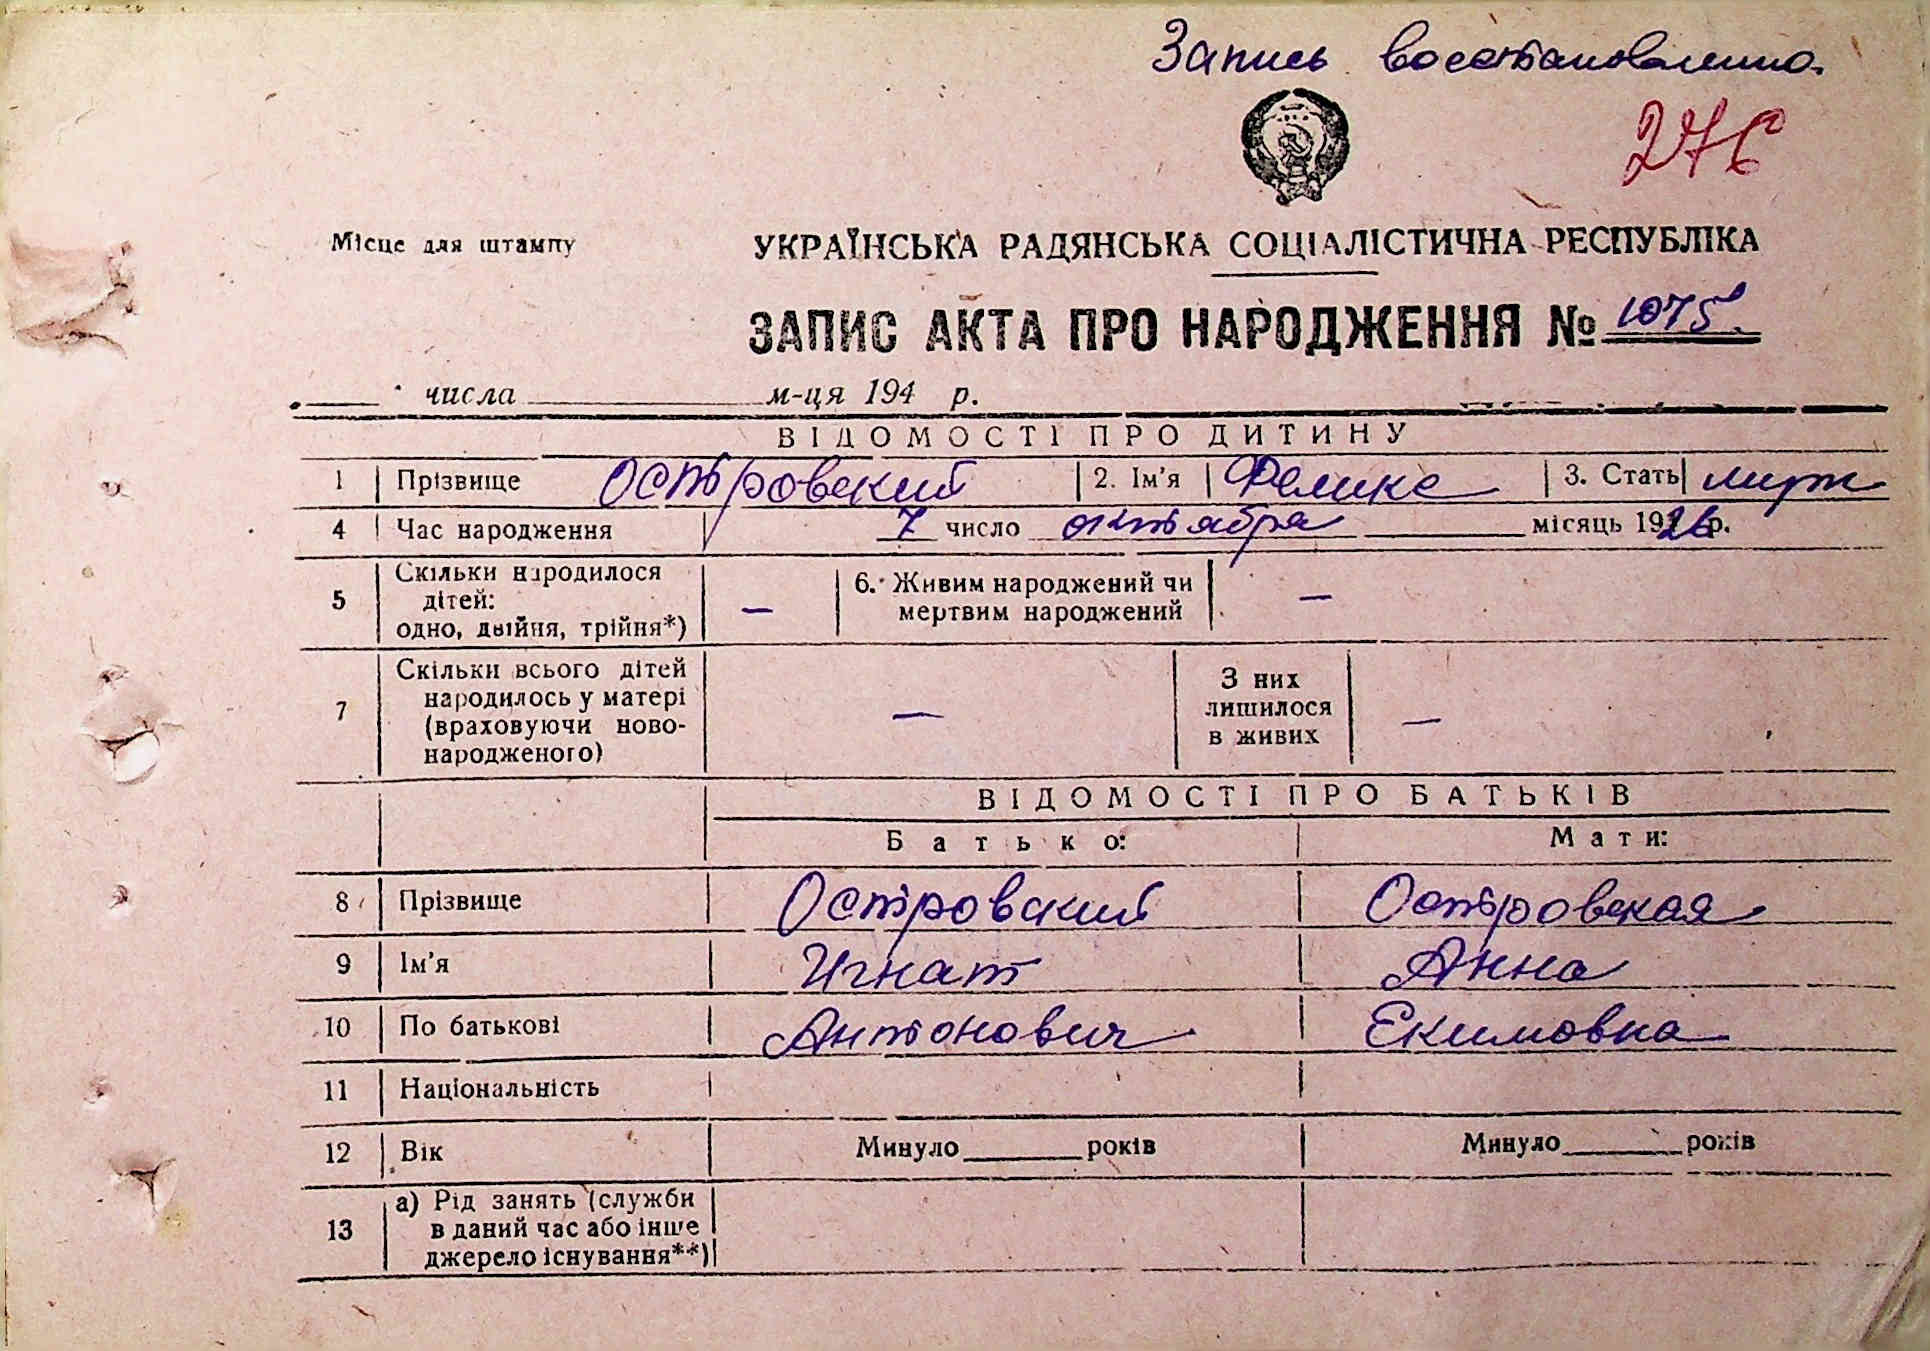 Запись восстановлено.
276
Місце для штампу
УКРАЇНСЬКА РАДЯНСЬКА СОЦІАЛІСТИЧНА РЕСПУБЛІКА
ЗАПИС АКТА ПРО НАРОДЖЕННЯ № 1075
числа м-ця 194 р.
ВІДОМОСТІ ПРО ДИТИНУ
1 Прізвище Островский 2. Ім'я Феликс 3. Стать муж
4 Час народження 7 число октября місяць 1926 р.
5 Скільки народилося дітей: одно, двійня, трійня*) — 6. Живим народжений чи мертвим народжений —
7 Скільки всього дітей народилось у матері (враховуючи ново-народженого) — З них лишилося в живих —
ВІДОМОСТІ ПРО БАТЬКІВ
Батько: Мати:
8 Прізвище Островский Островская
9 Ім'я Игнат Анна
10 По батькові Антонович Екимовна
11 Національність
12 Вік Минуло років Минуло років
13 а) Рід занять (служби в даний час або інше джерело існування**)